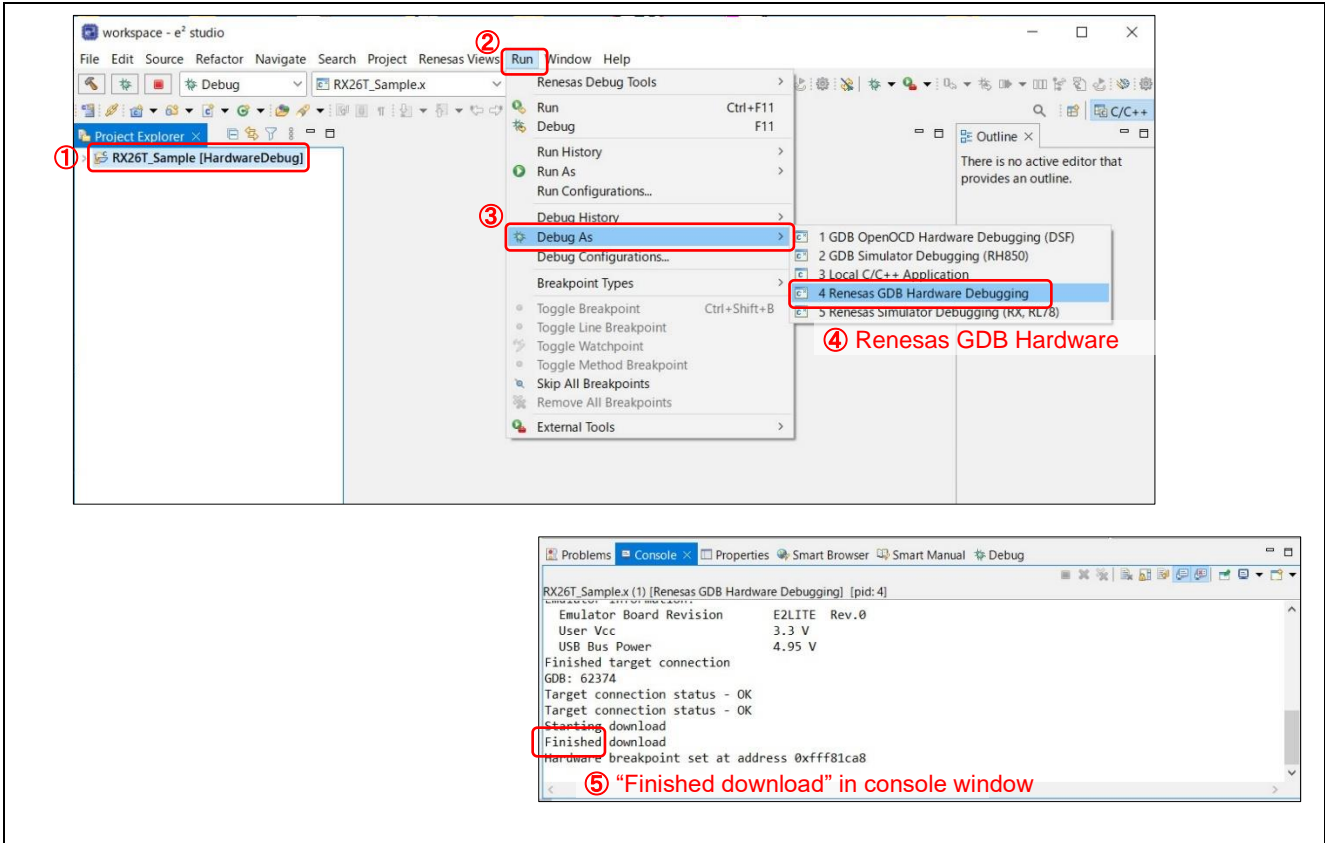 workspace - e² studio
②
File Edit Source Refactor Navigate Search Project Renesas Views Run Window Help
Debug
RX26T_Sample.x
C/C++
Project Explorer
① RX26T_Sample [HardwareDebug]
Renesas Debug Tools
Run Ctrl+F11
Debug F11
Run History
Run As
Run Configurations...
Debug History
③
Debug As
Debug Configurations...
Breakpoint Types
Toggle Breakpoint Ctrl+Shift+B
Toggle Line Breakpoint
Toggle Watchpoint
Toggle Method Breakpoint
Skip All Breakpoints
Remove All Breakpoints
External Tools
1 GDB OpenOCD Hardware Debugging (DSF)
2 GDB Simulator Debugging (RH850)
3 Local C/C++ Application
4 Renesas GDB Hardware Debugging
5 Renesas Simulator Debugging (RX, RL78)
④ Renesas GDB Hardware
Outline
There is no active editor that
provides an outline.
Problems Console Properties Smart Browser Smart Manual Debug
RX26T_Sample.x (1) [Renesas GDB Hardware Debugging] [pid: 4]
Emulator Information:
Emulator Board Revision E2LITE Rev.0
User Vcc 3.3 V
USB Bus Power 4.95 V
Finished target connection
GDB: 62374
Target connection status - OK
Target connection status - OK
Starting download
Finished download
Hardware breakpoint set at address 0xfff81ca8
⑤ “Finished download” in console window